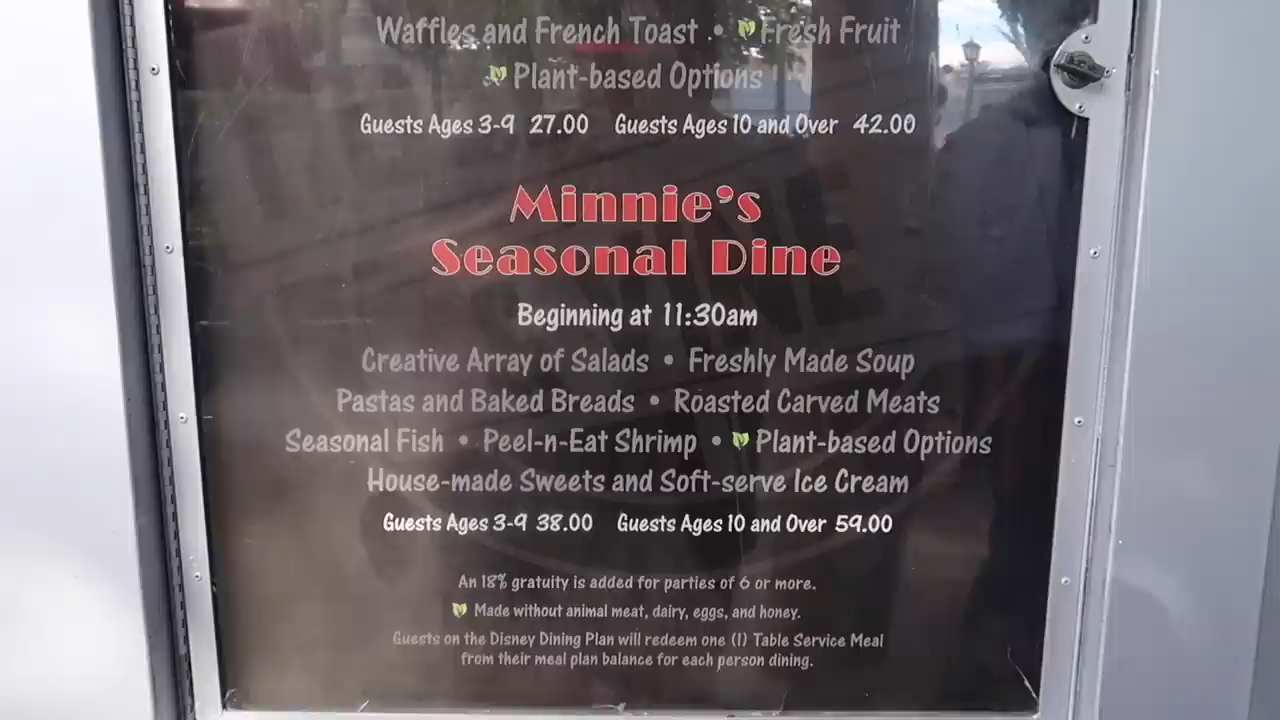 Waffles and French Toast • Fresh Fruit
Plant-based Options
Guests Ages 3-9 27.00 Guests Ages 10 and Over 42.00
Minnie's
Seasonal Dine
Beginning at 11:30am
Creative Array of Salads • Freshly Made Soup
Pastas and Baked Breads • Roasted Carved Meats
Seasonal Fish • Peel-n-Eat Shrimp • Plant-based Options
House-made Sweets and Soft-serve Ice Cream
Guests Ages 3-9 38.00 Guests Ages 10 and Over 59.00
An 18% gratuity is added for parties of 6 or more.
Made without animal meat, dairy, eggs, and honey.
Guests on the Disney Dining Plan will redeem one (1) Table Service Meal
from their meal plan balance for each person dining.